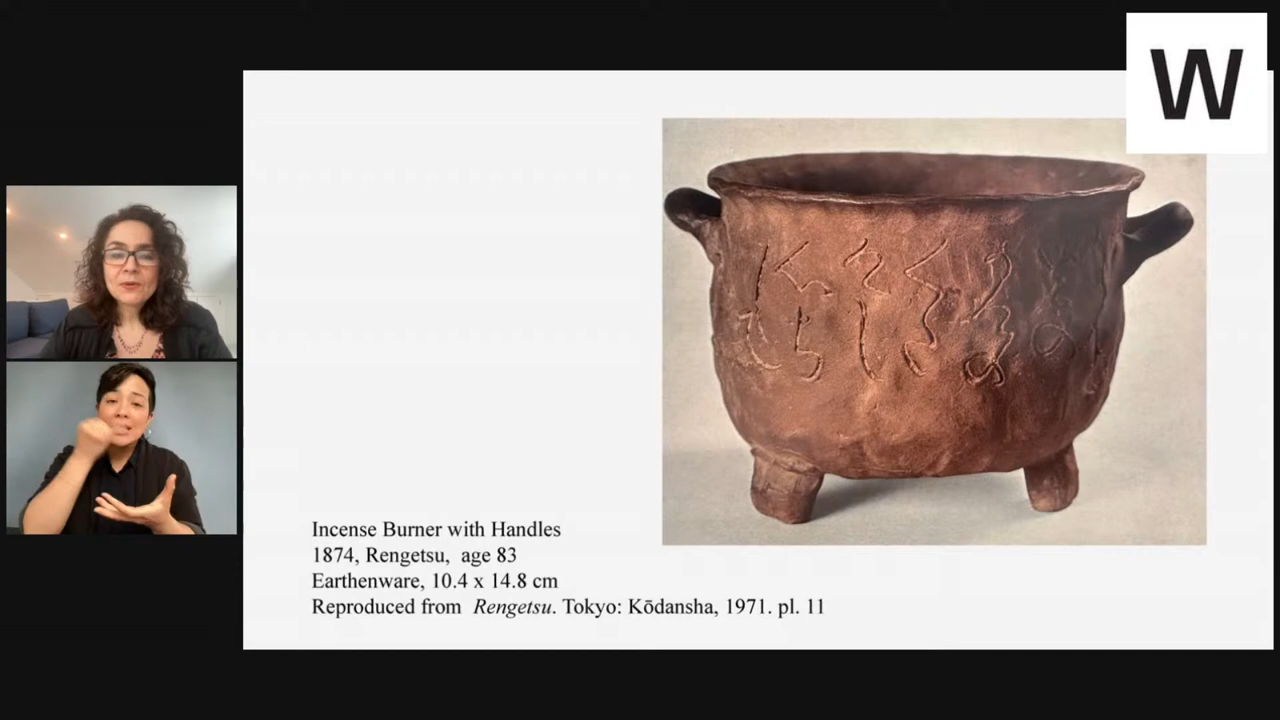 W
Incense Burner with Handles
1874, Rengetsu, age 83
Earthenware, 10.4 x 14.8 cm
Reproduced from Rengetsu. Tokyo: Kōdansha, 1971. pl. 11